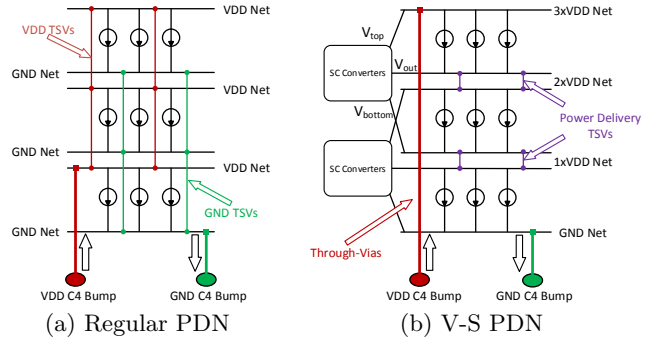 VDD Net
VDD TSVs
GND Net
VDD Net
GND Net
VDD Net
GND TSVs
GND Net
VDD C4 Bump
GND C4 Bump
(a) Regular PDN
3xVDD Net
Vtop
SC Converters
Vout
2xVDD Net
Vbottom
Power Delivery
TSVs
SC Converters
1xVDD Net
Through-Vias
GND Net
VDD C4 Bump
GND C4 Bump
(b) V-S PDN